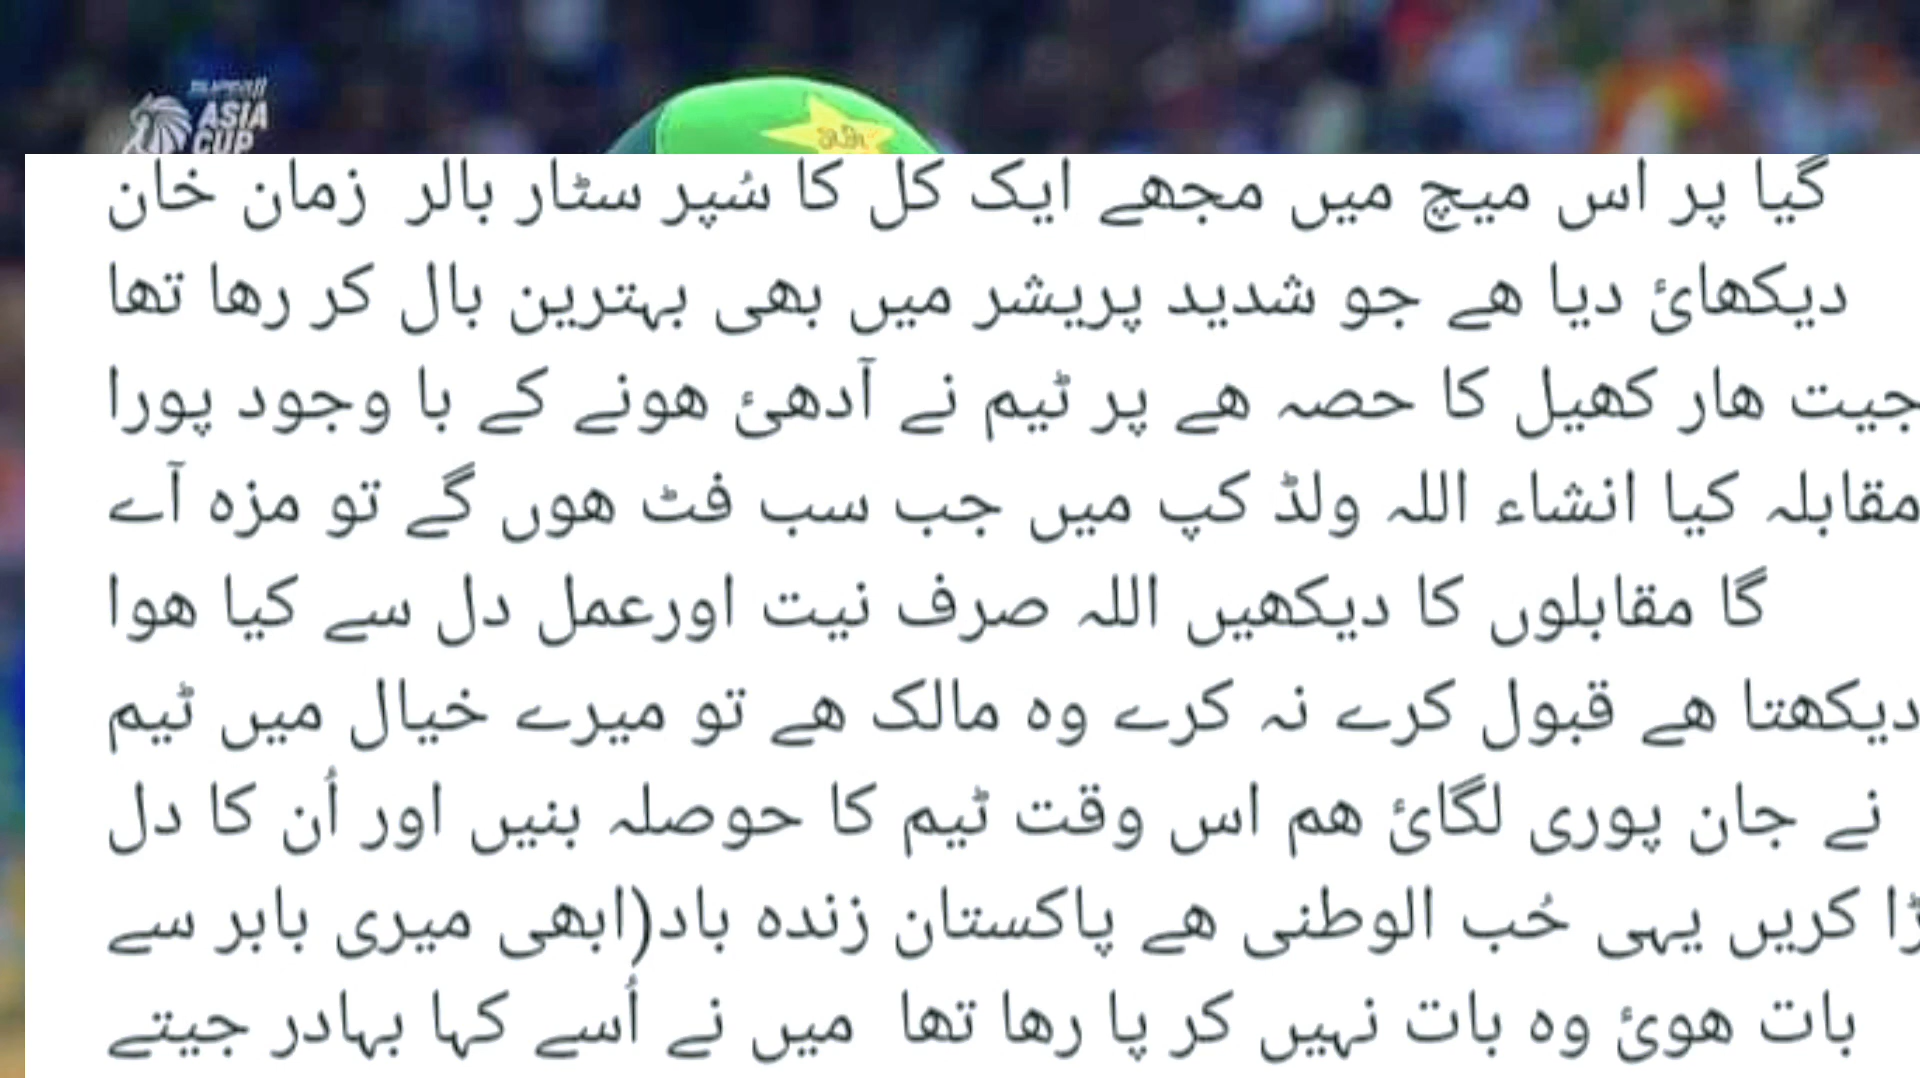 ASIA
CUP
گیا پر اس میچ میں مجھے ایک کل کا سُپر سٹار بالر زمان خان
دیکھائ دیا ھے جو شدید پریشر میں بھی بہترین بال کر رھا تھا
جیت ھار کھیل کا حصہ ھے پر ٹیم نے آدھئ ھونے کے با وجود پورا
مقابلہ کیا انشاء اللہ ولڈ کپ میں جب سب فٹ ھوں گے تو مزہ آے
گا مقابلوں کا دیکھیں اللہ صرف نیت اورعمل دل سے کیا ھوا
دیکھتا ھے قبول کرے نہ کرے وہ مالک ھے تو میرے خیال میں ٹیم
نے جان پوری لگائ ھم اس وقت ٹیم کا حوصلہ بنیں اور اُن کا دل
کریں یہی حُب الوطنی ھے پاکستان زندہ باد(ابھی میری بابر سے
بات ھوئ وہ بات نہیں کر پا رھا تھا میں نے اُسے کہا بہادر جیتے